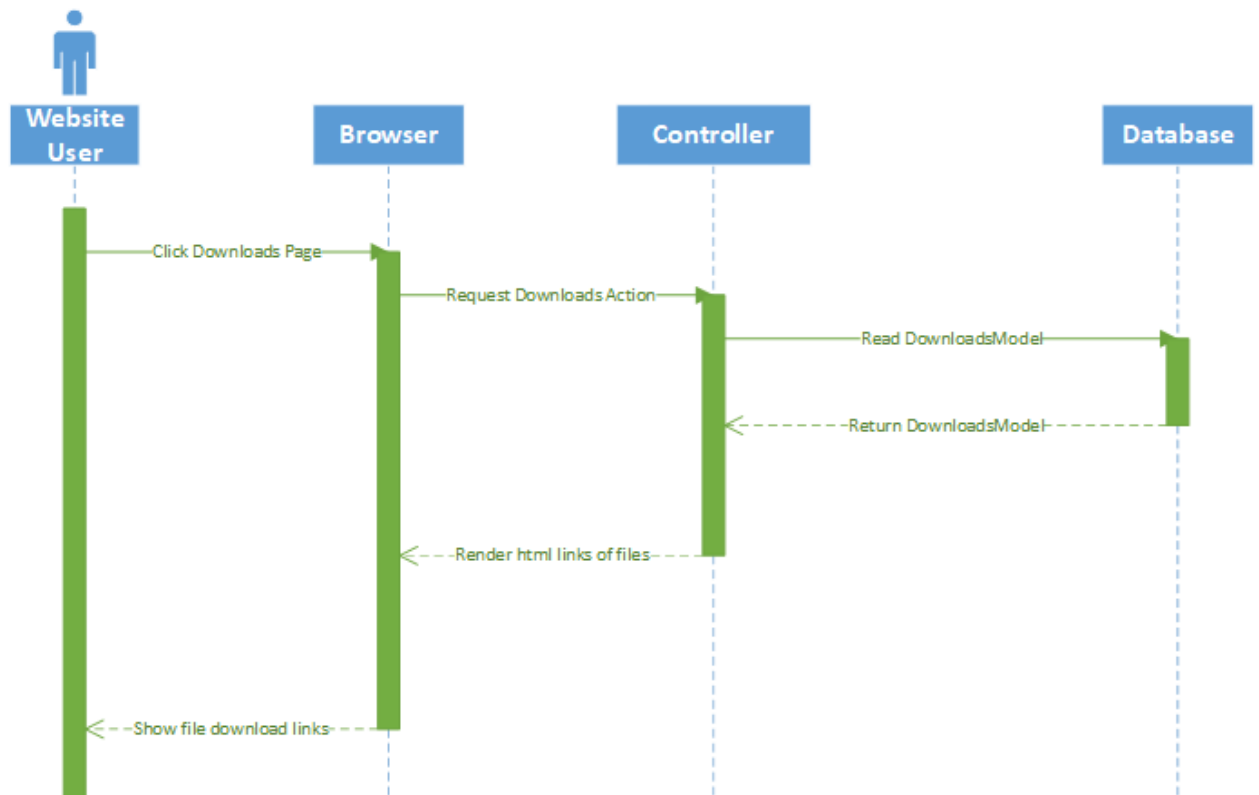 Website
User
Browser
Controller
Database
Click Downloads Page
Request Downloads Action
Read DownloadsModel
Return DownloadsModel
Render html links of files
Show file download links